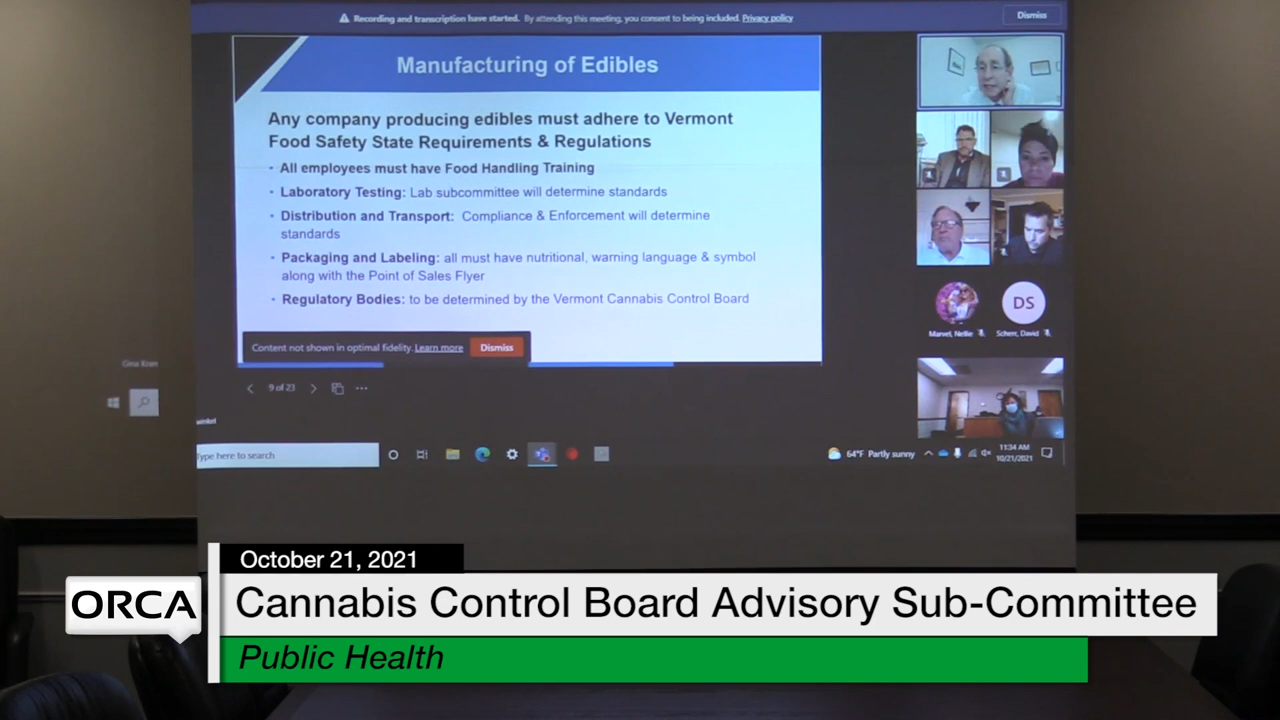 Recording and transcription have started. By attending this meeting, you consent to being included. Privacy policy
Dismiss
Manufacturing of Edibles
Any company producing edibles must adhere to Vermont
Food Safety State Requirements & Regulations
• All employees must have Food Handling Training
• Laboratory Testing: Lab subcommittee will determine standards
• Distribution and Transport: Compliance & Enforcement will determine
standards
• Packaging and Labeling: all must have nutritional, warning language & symbol
along with the Point of Sales Flyer
• Regulatory Bodies: to be determined by the Vermont Cannabis Control Board
Content not shown in optimal fidelity. Learn more
Dismiss
9 of 23
DS
Marvel, Nellie
Scherr, David
Type here to search
64°F Partly sunny
11:34 AM
10/21/2021
October 21, 2021
ORCA
Cannabis Control Board Advisory Sub-Committee
Public Health